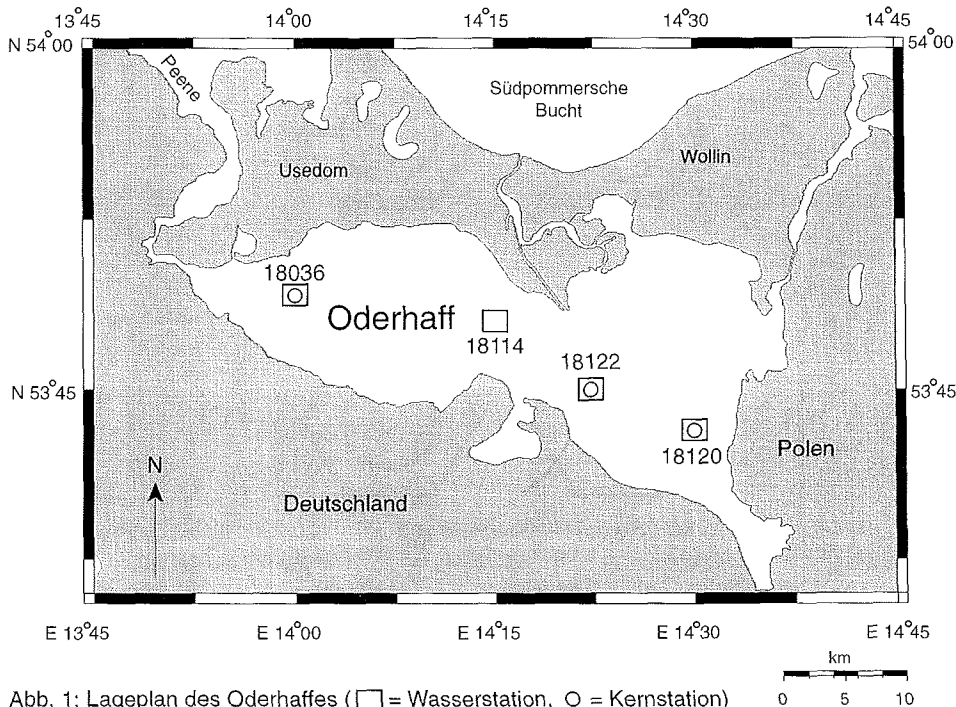 13°45
14°00
14°15
14°30
14°45
N 54°00
54°00
Peene
Südpommersche
Bucht
Usedom
Wollin
18036
Oderhaff
18114
18122
N 53°45
53°45
18120
Polen
N
Deutschland
E 13°45
E 14°00
E 14°15
E 14°30
E 14°45
km
0 5 10
Abb. 1: Lageplan des Oderhaffes ( □ = Wasserstation, ○ = Kernstation)